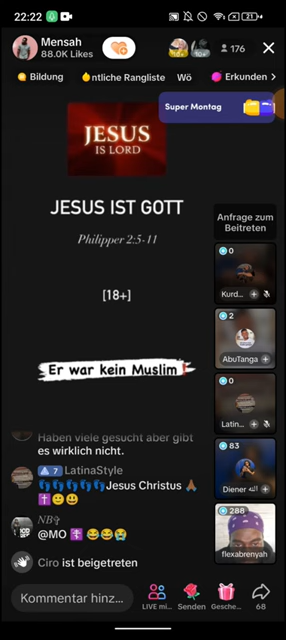 22:22
21
Mensah
88.0K Likes
176
Bildung
ntliche Rangliste
Wö
Erkunden
Super Montag
JESUS
IS LORD
JESUS IST GOTT
Philipper 2:5-11
[18+]
Er war kein Muslim!
Anfrage zum
Beitreten
0
Kurd...
2
AbuTanga
0
Latin...
83
Diener الله
288
flexabrenyah
Haben viele gesucht aber gibt
es wirklich nicht.
7 LatinaStyle
👣👣👣👣👣Jesus Christus 🙏🏾
✝️🙂😃
NB✞
@MO ☦️😂😂😭
Ciro ist beigetreten
Kommentar hinz...
LIVE mi...
Senden
Gesche...
68